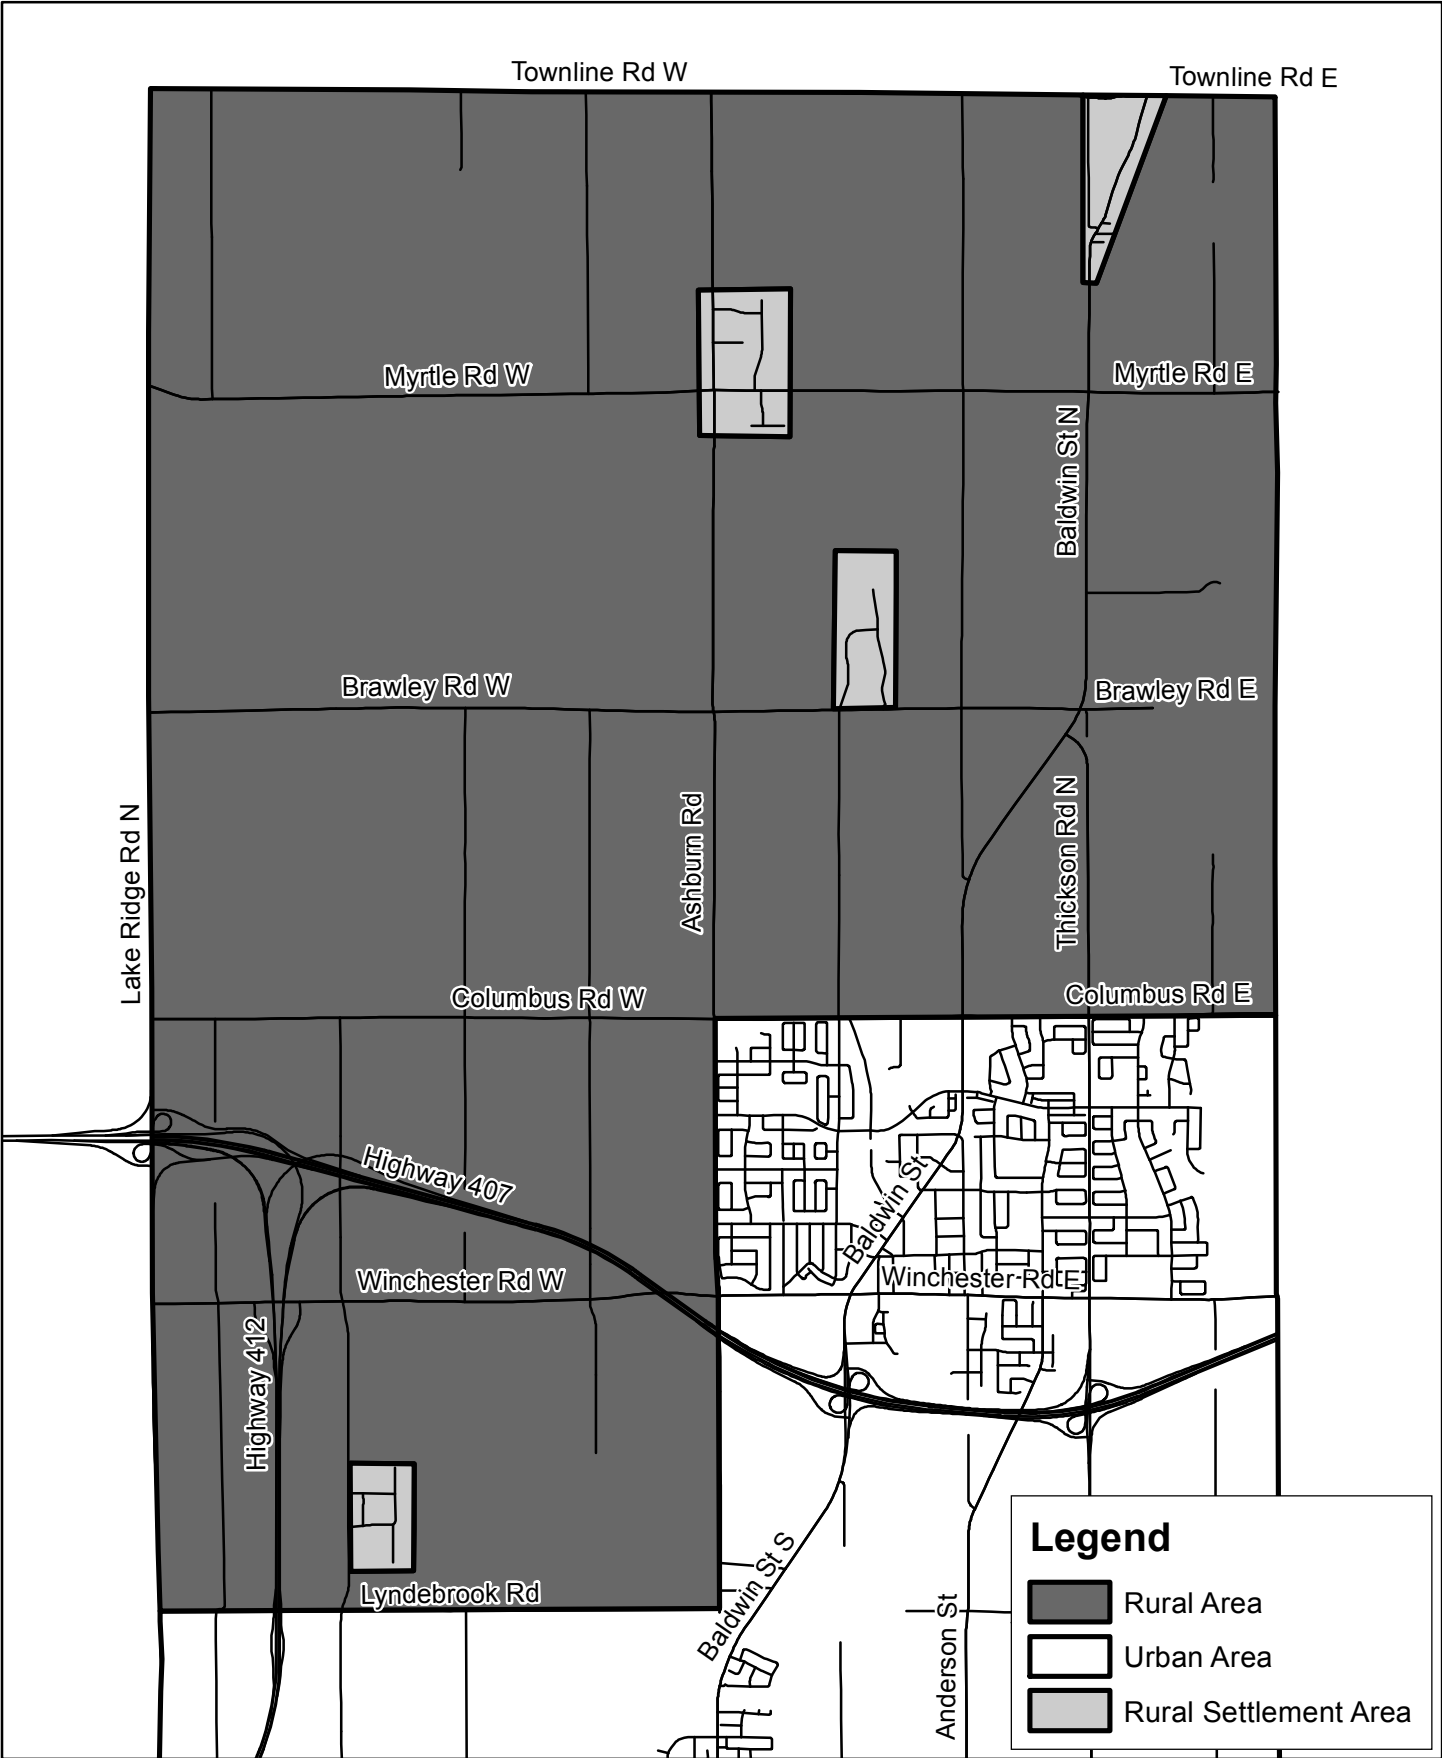 Townline Rd W
Townline Rd E
Myrtle Rd W
Myrtle Rd E
Baldwin St N
Brawley Rd W
Brawley Rd E
Lake Ridge Rd N
Ashburn Rd
Thickson Rd N
Columbus Rd W
Columbus Rd E
Highway 407
Baldwin St
Winchester Rd W
Winchester Rd E
Highway 412
Lyndebrook Rd
Baldwin St S
Anderson St
Legend
Rural Area
Urban Area
Rural Settlement Area